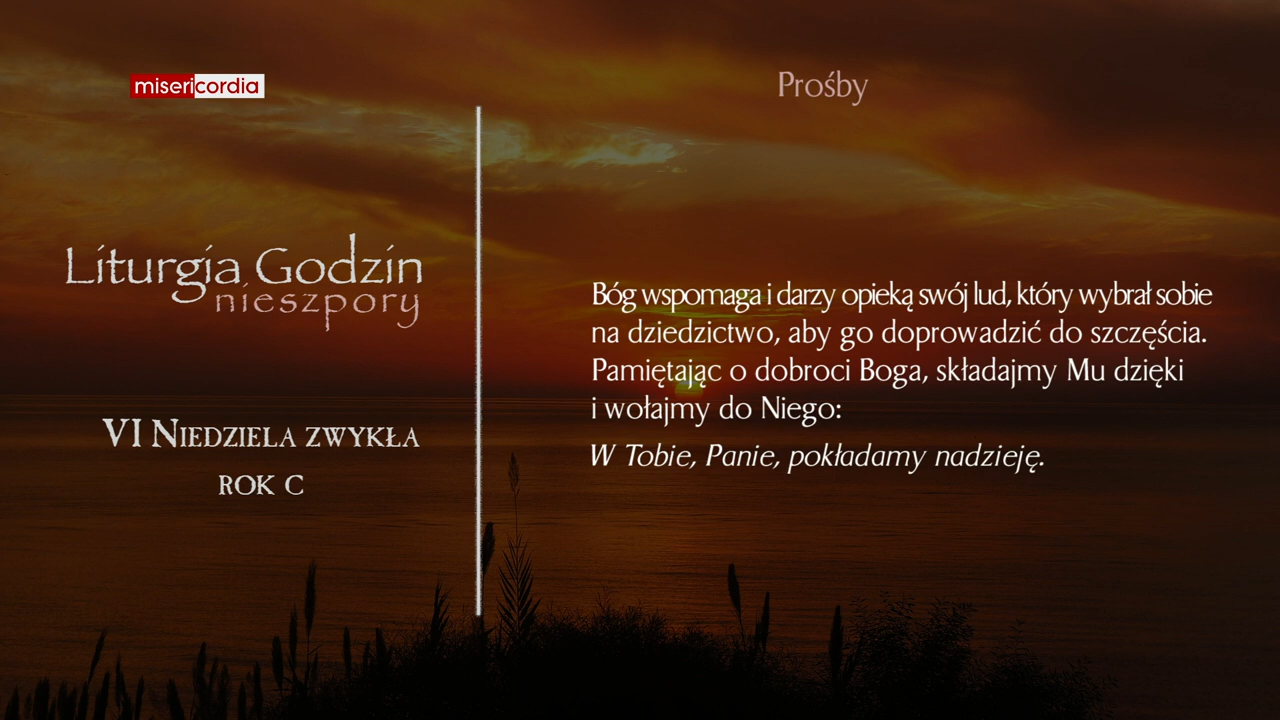 misericordia
Prośby
Liturgia Godzin
nieszpory
VI Niedziela zwykła
rok C
Bóg wspomaga i darzy opieką swój lud, który wybrał sobie
na dziedzictwo, aby go doprowadzić do szczęścia.
Pamiętając o dobroci Boga, składajmy Mu dzięki
i wołajmy do Niego:
W Tobie, Panie, pokładamy nadzieję.